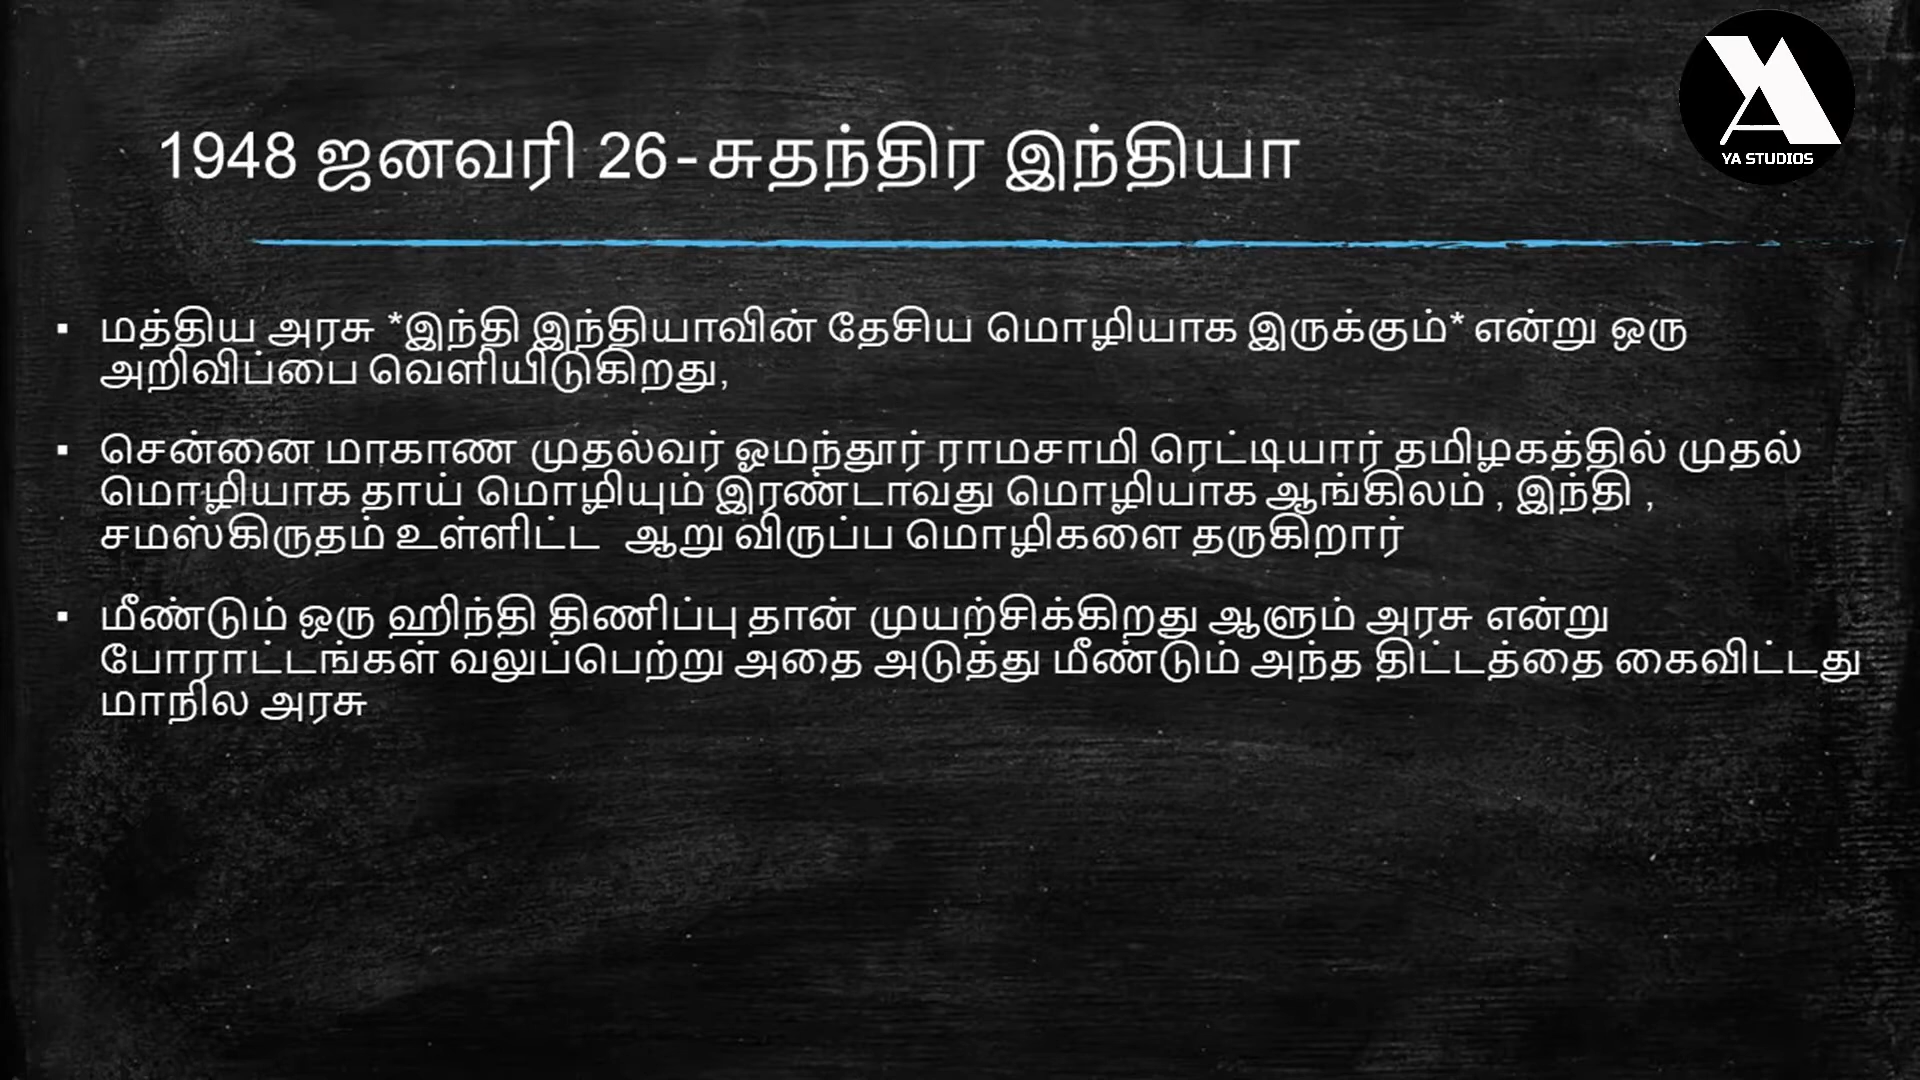 YA STUDIOS
1948 ஜனவரி 26-சுதந்திர இந்தியா
▪ மத்திய அரசு *இந்தி இந்தியாவின் தேசிய மொழியாக இருக்கும்* என்று ஒரு
அறிவிப்பை வெளியிடுகிறது,
▪ சென்னை மாகாண முதல்வர் ஓமந்தூர் ராமசாமி ரெட்டியார் தமிழகத்தில் முதல்
மொழியாக தாய் மொழியும் இரண்டாவது மொழியாக ஆங்கிலம் , இந்தி ,
சமஸ்கிருதம் உள்ளிட்ட ஆறு விருப்ப மொழிகளை தருகிறார்
▪ மீண்டும் ஒரு ஹிந்தி திணிப்பு தான் முயற்சிக்கிறது ஆளும் அரசு என்று
போராட்டங்கள் வலுப்பெற்று அதை அடுத்து மீண்டும் அந்த திட்டத்தை கைவிட்டது
மாநில அரசு